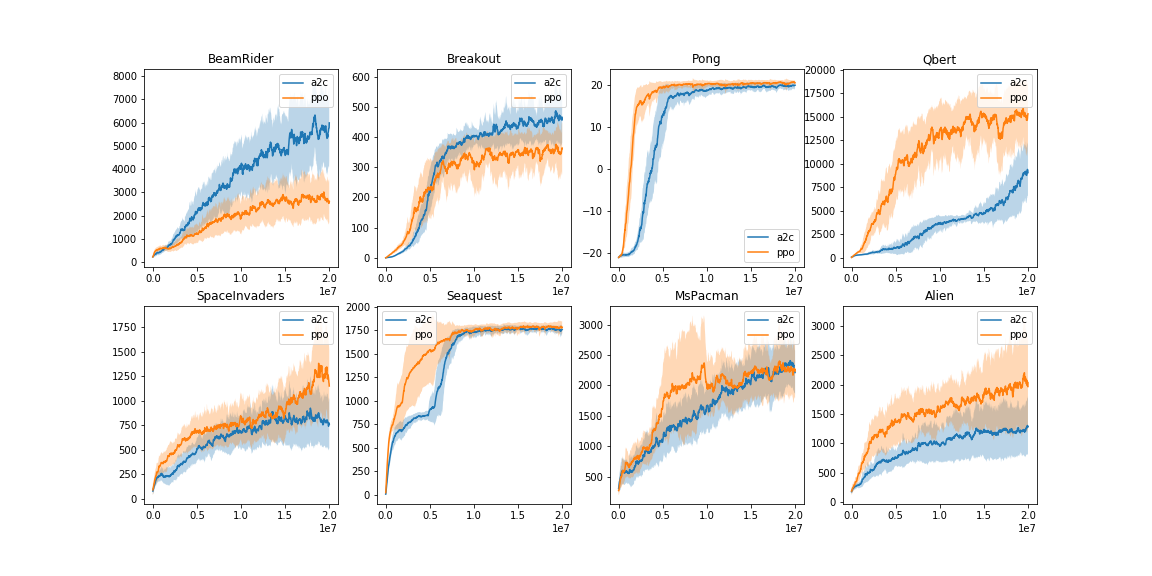 BeamRider
8000
7000
6000
5000
4000
3000
2000
1000
0
a2c
ppo
0.0 0.5 1.0 1.5 2.0
1e7
Breakout
600
500
400
300
200
100
0
a2c
ppo
0.0 0.5 1.0 1.5 2.0
1e7
Pong
20
10
0
−10
−20
a2c
ppo
0.0 0.5 1.0 1.5 2.0
1e7
Qbert
20000
17500
15000
12500
10000
7500
5000
2500
0
a2c
ppo
0.0 0.5 1.0 1.5 2.0
1e7
SpaceInvaders
1750
1500
1250
1000
750
500
250
0
a2c
ppo
0.0 0.5 1.0 1.5 2.0
1e7
Seaquest
2000
1750
1500
1250
1000
750
500
250
0
a2c
ppo
0.0 0.5 1.0 1.5 2.0
1e7
MsPacman
3000
2500
2000
1500
1000
500
a2c
ppo
0.0 0.5 1.0 1.5 2.0
1e7
Alien
3000
2500
2000
1500
1000
500
0
a2c
ppo
0.0 0.5 1.0 1.5 2.0
1e7